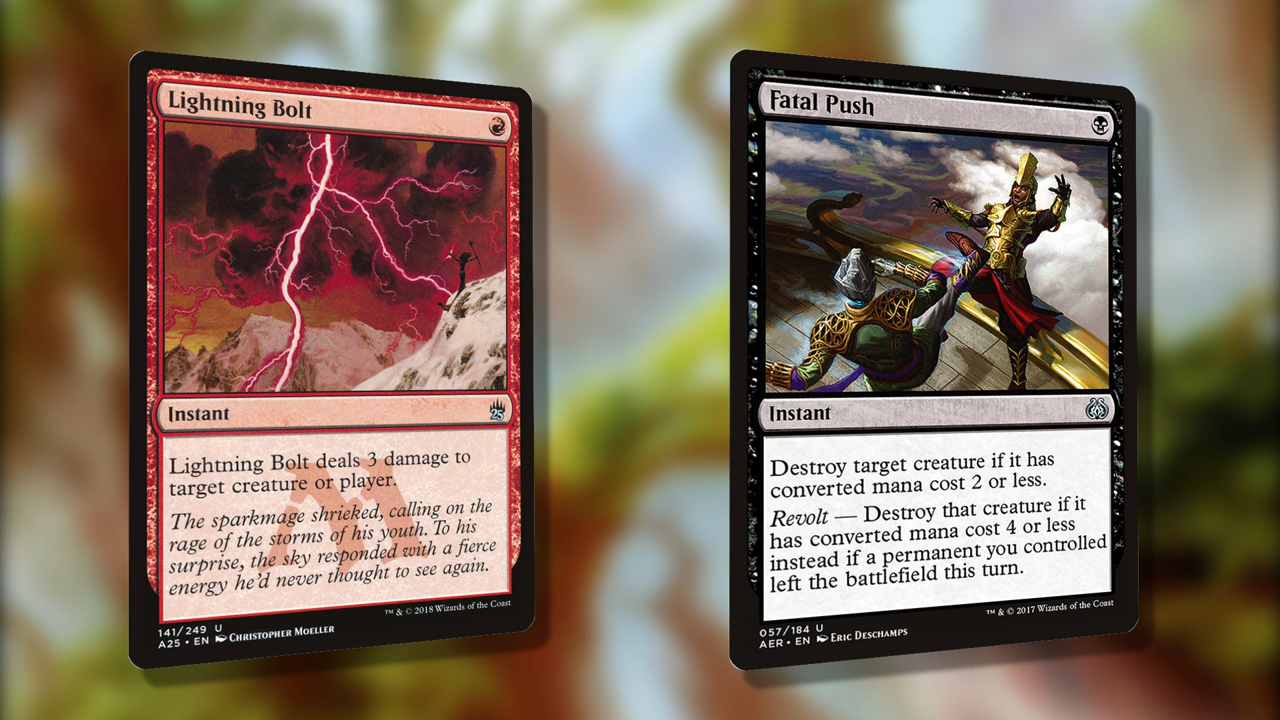 Lightning Bolt
Instant
25
Lightning Bolt deals 3 damage to
target creature or player.
The sparkmage shrieked, calling on the
rage of the storms of his youth. To his
surprise, the sky responded with a fierce
energy he'd never thought to see again.
™ & © 2018 Wizards of the Coast
141/249 U
A25 • EN Christopher Moeller
Fatal Push
Instant
Destroy target creature if it has
converted mana cost 2 or less.
Revolt — Destroy that creature if it
has converted mana cost 4 or less
instead if a permanent you controlled
left the battlefield this turn.
™ & © 2017 Wizards of the Coast
057/184 U
AER • EN Eric Deschamps